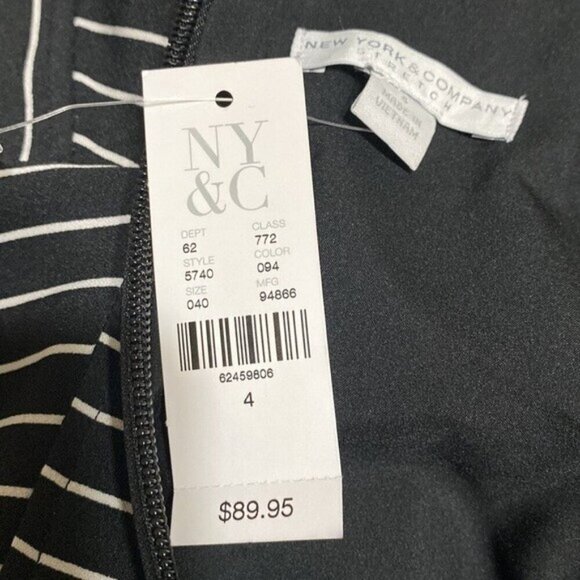 NEW YORK & COMPANY
STRETCH
MADE IN
VIETNAM
NY
&C
DEPT CLASS
62 772
STYLE COLOR
5740 094
SIZE MFG
040 94866
62459806
4
$89.95